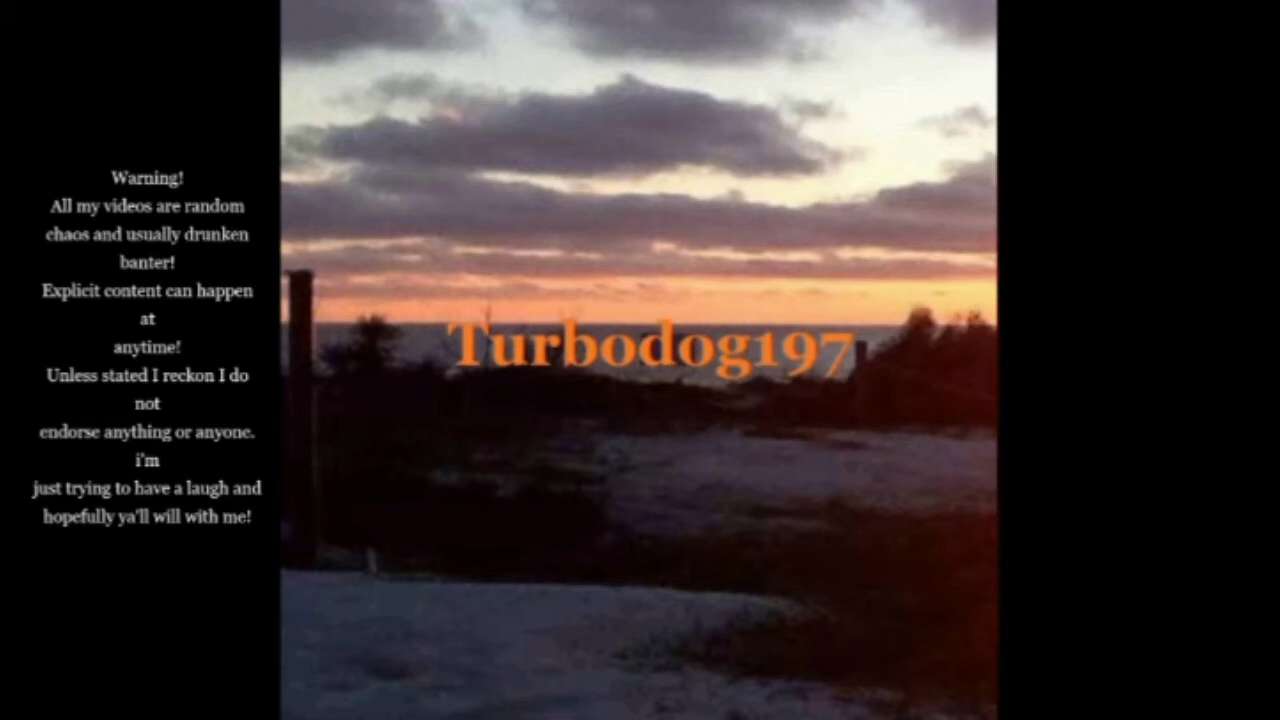 Warning!
All my videos are random
chaos and usually drunken
banter!
Explicit content can happen
at
anytime!
Unless stated I reckon I do
not
endorse anything or anyone.
i'm
just trying to have a laugh and
hopefully ya'll will with me!
Turbodog197